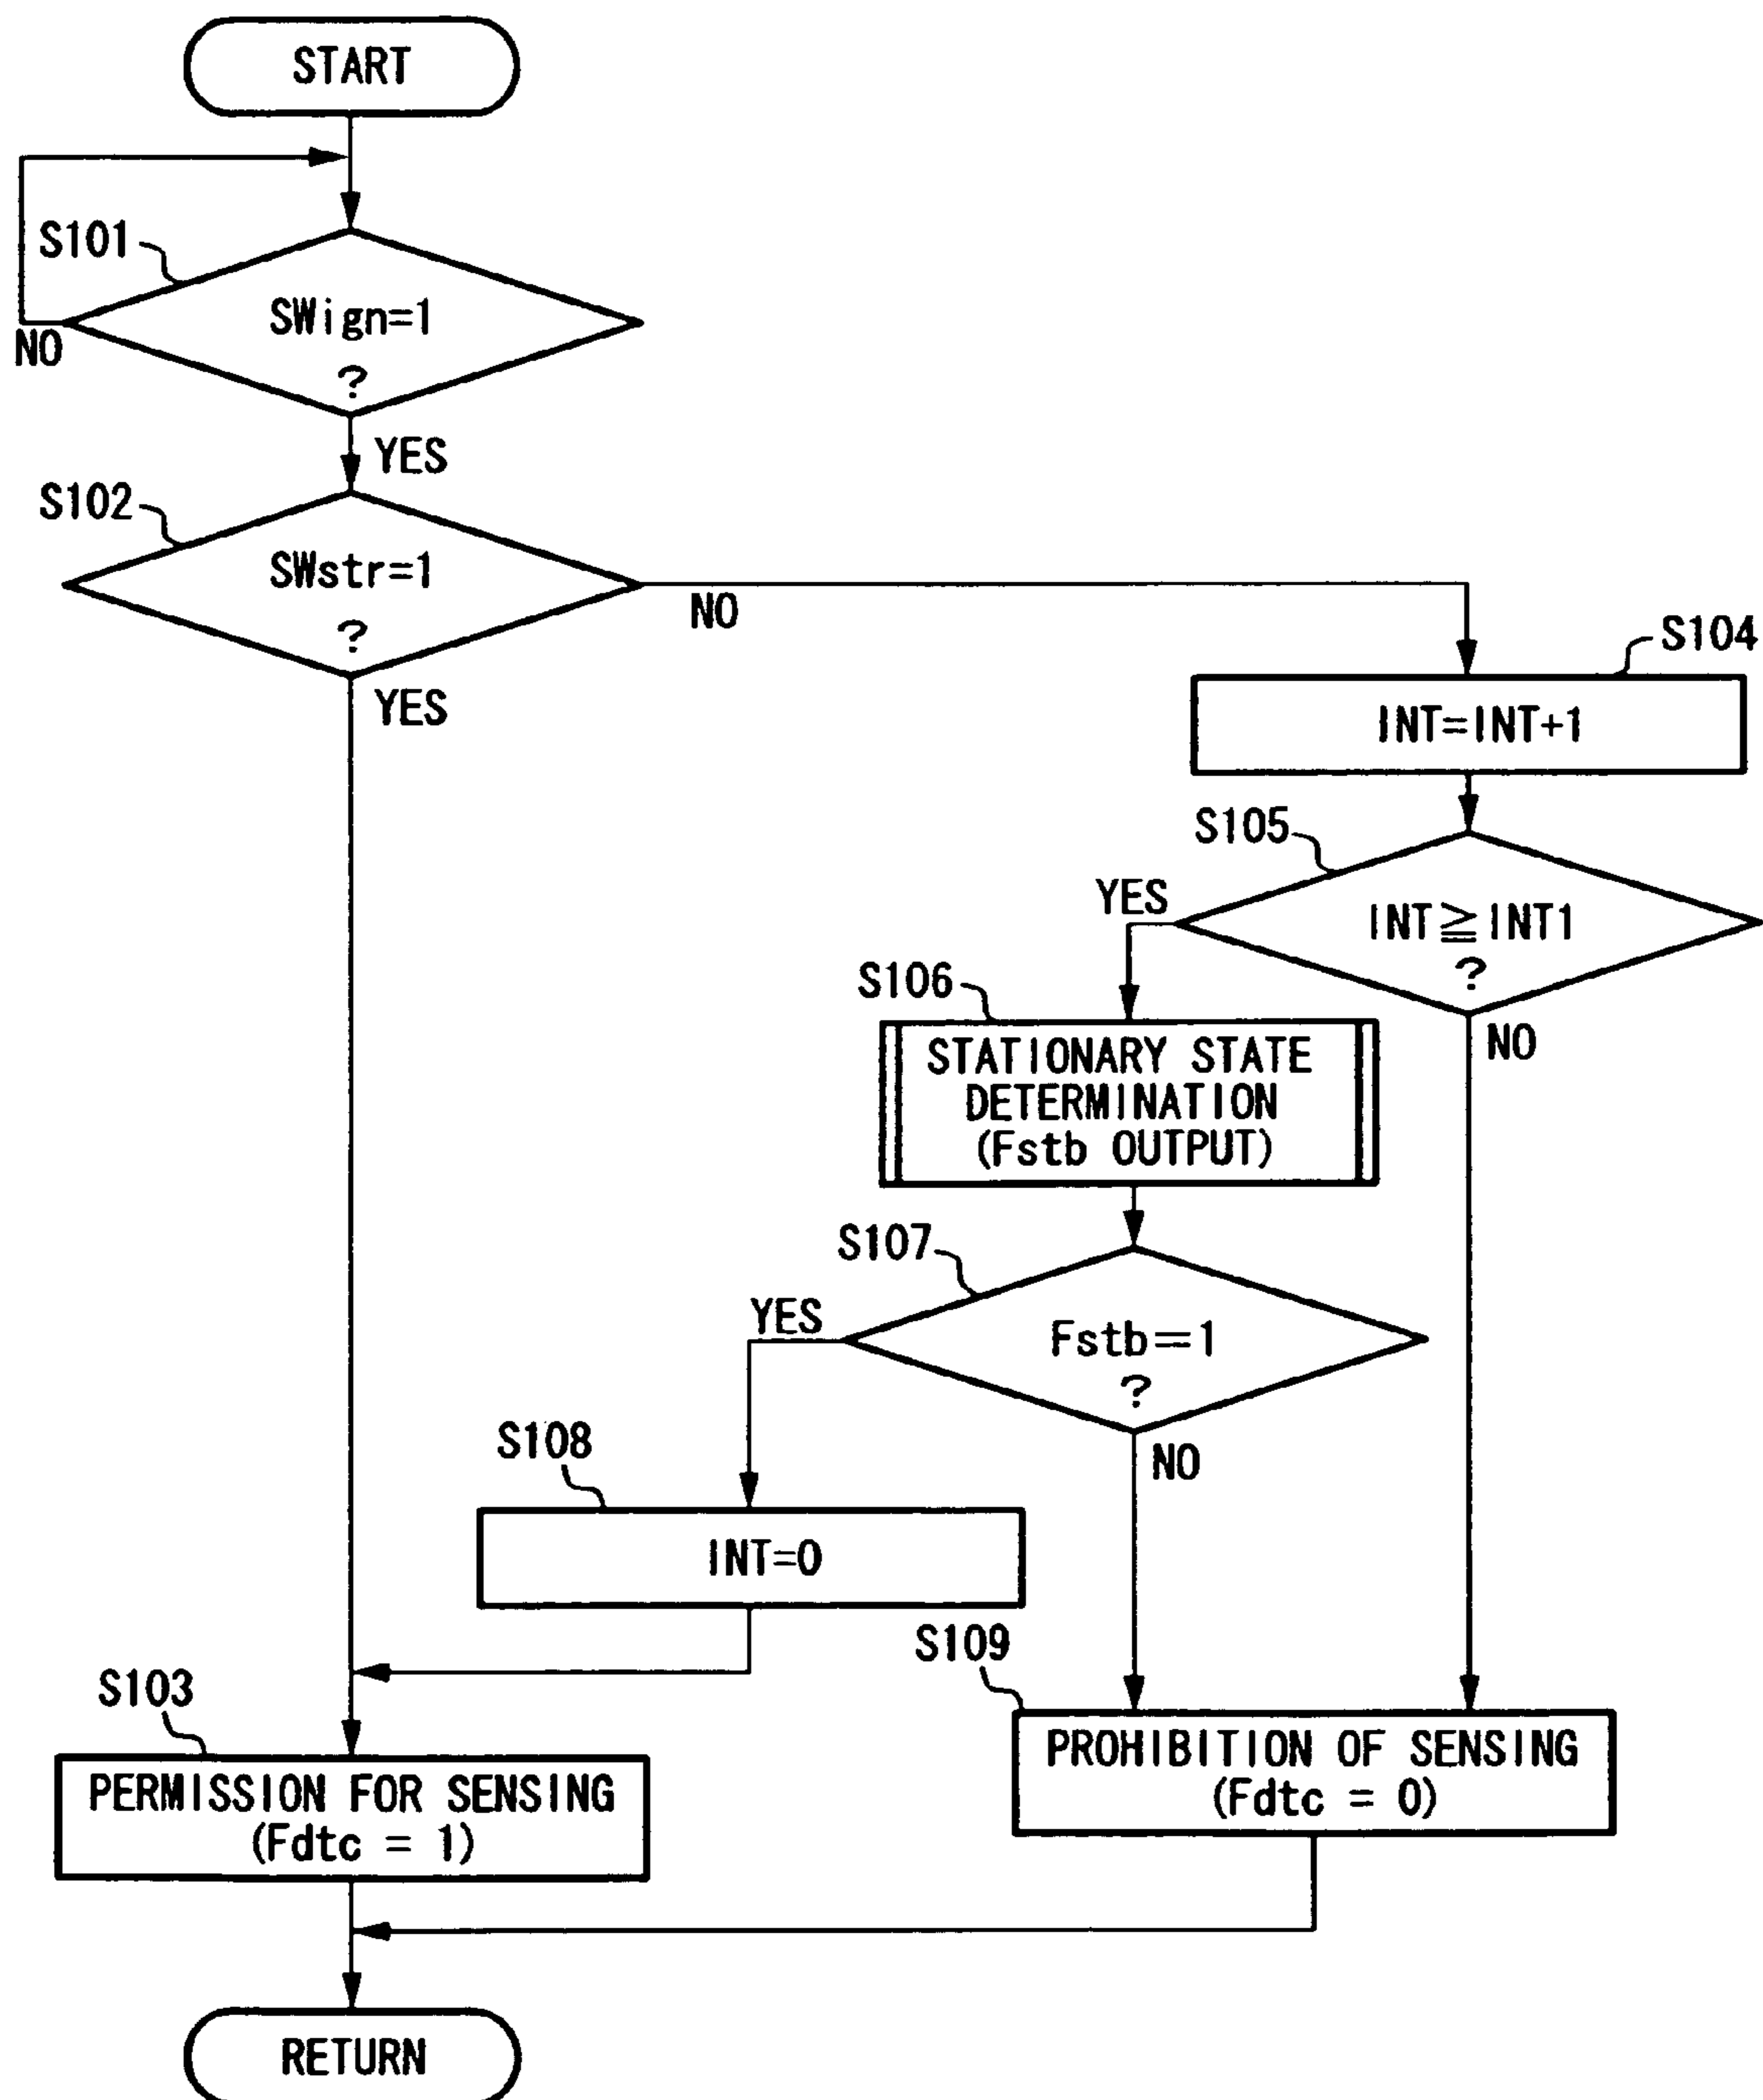 START
S101
SWign=1
?
NO
YES
S102
SWstr=1
?
NO
YES
S104
INT=INT+1
S105
INT≧INT1
?
YES
NO
S106
STATIONARY STATE
DETERMINATION
(Fstb OUTPUT)
S107
Fstb=1
?
YES
NO
S108
INT=0
S109
PROHIBITION OF SENSING
(Fdtc = 0)
S103
PERMISSION FOR SENSING
(Fdtc = 1)
RETURN